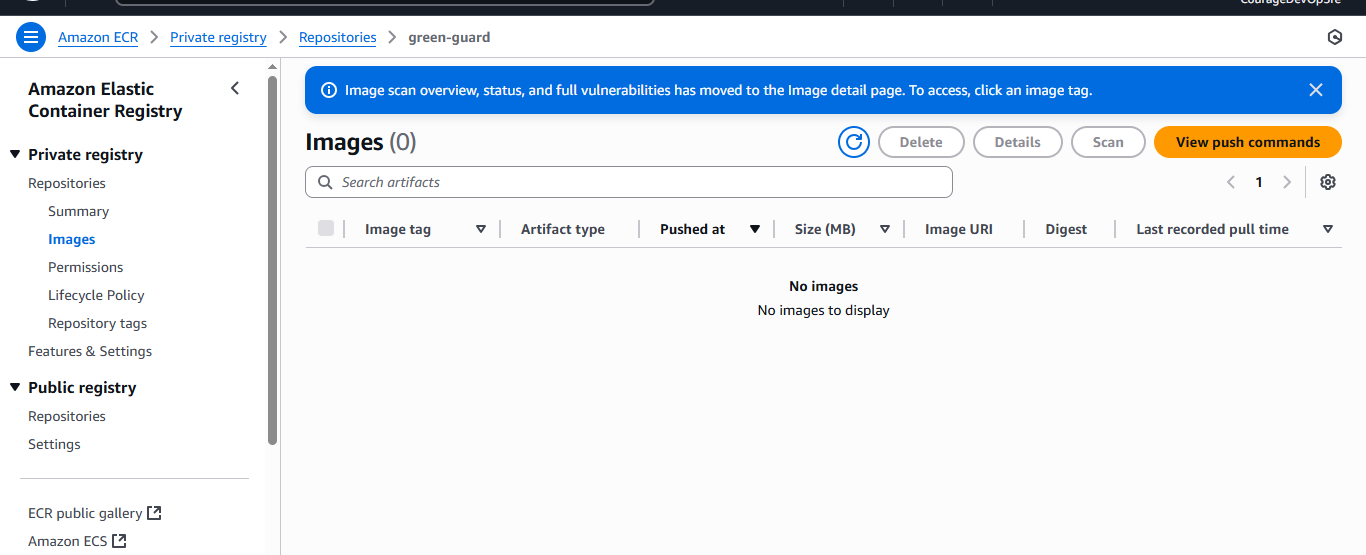 Amazon ECR > Private registry > Repositories > green-guard
Amazon Elastic
Container Registry
Private registry
Repositories
Summary
Images
Permissions
Lifecycle Policy
Repository tags
Features & Settings
Public registry
Repositories
Settings
ECR public gallery
Amazon ECS
Image scan overview, status, and full vulnerabilities has moved to the Image detail page. To access, click an image tag.
Images (0)
Delete
Details
Scan
View push commands
Search artifacts
1
Image tag
Artifact type
Pushed at
Size (MB)
Image URI
Digest
Last recorded pull time
No images
No images to display